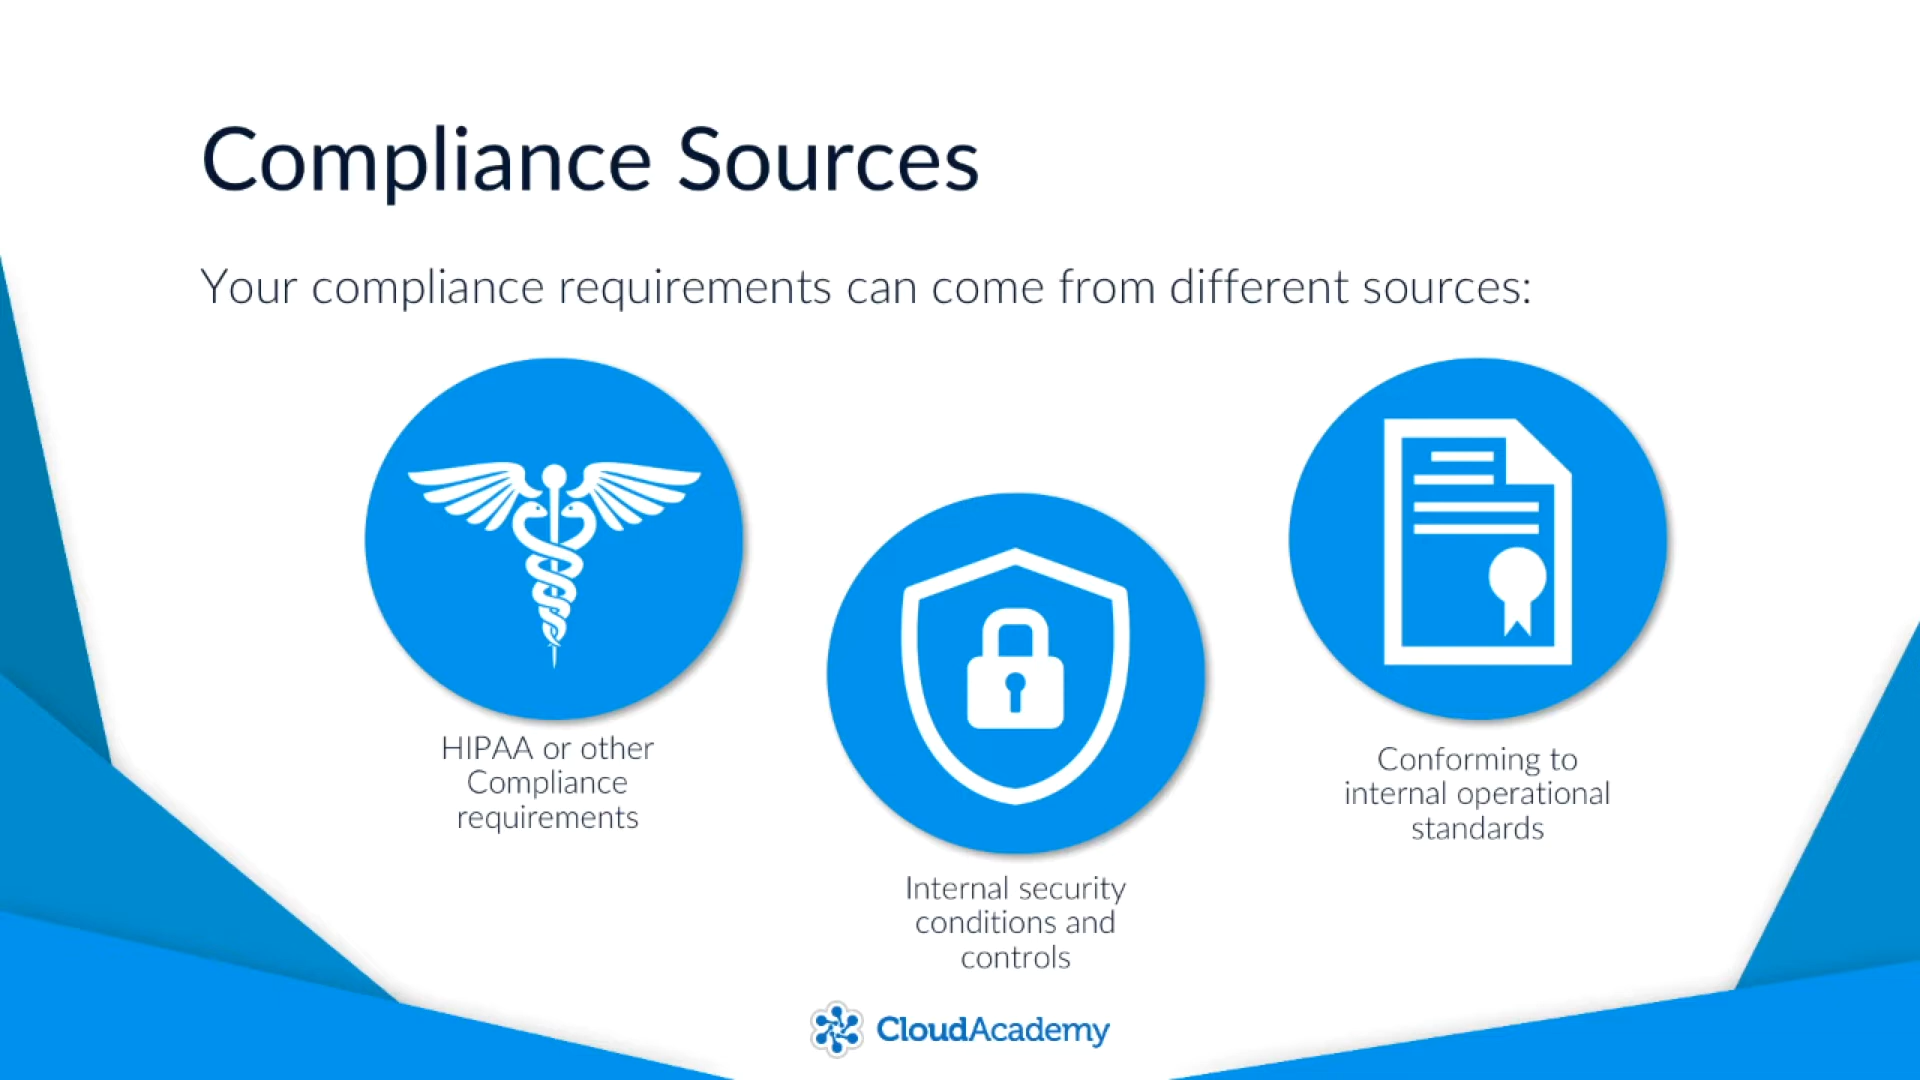 Compliance Sources
Your compliance requirements can come from different sources:
HIPAA or other
Compliance
requirements
Internal security
conditions and
controls
Conforming to
internal operational
standards
CloudAcademy